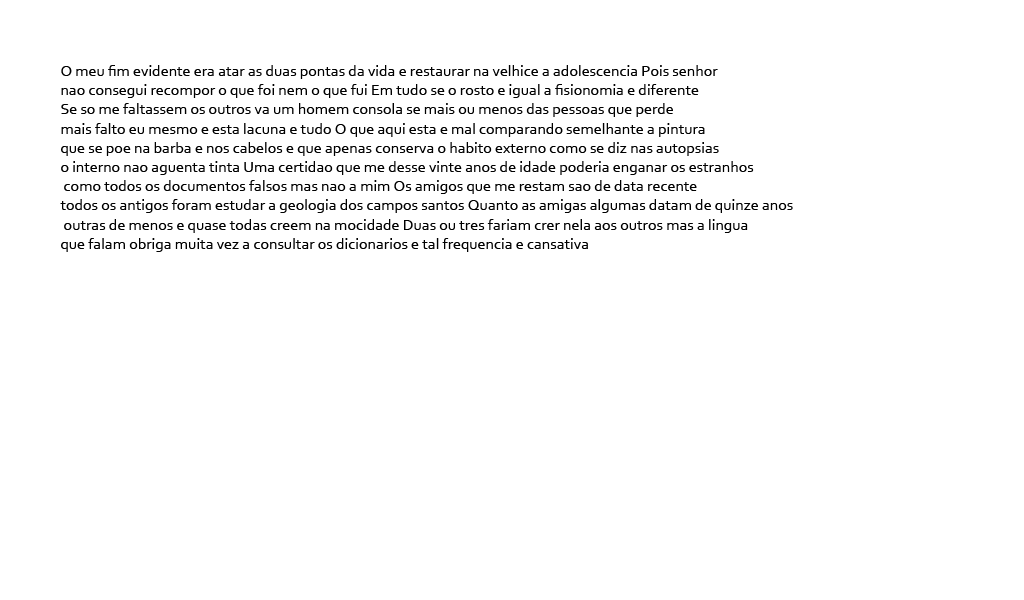 O meu fim evidente era atar as duas pontas da vida e restaurar na velhice a adolescencia Pois senhor
nao consegui recompor o que foi nem o que fui Em tudo se o rosto e igual a fisionomia e diferente
Se so me faltassem os outros va um homem consola se mais ou menos das pessoas que perde
mais falto eu mesmo e esta lacuna e tudo O que aqui esta e mal comparando semelhante a pintura
que se poe na barba e nos cabelos e que apenas conserva o habito externo como se diz nas autopsias
o interno nao aguenta tinta Uma certidao que me desse vinte anos de idade poderia enganar os estranhos
como todos os documentos falsos mas nao a mim Os amigos que me restam sao de data recente
todos os antigos foram estudar a geologia dos campos santos Quanto as amigas algumas datam de quinze anos
outras de menos e quase todas creem na mocidade Duas ou tres fariam crer nela aos outros mas a lingua
que falam obriga muita vez a consultar os dicionarios e tal frequencia e cansativa